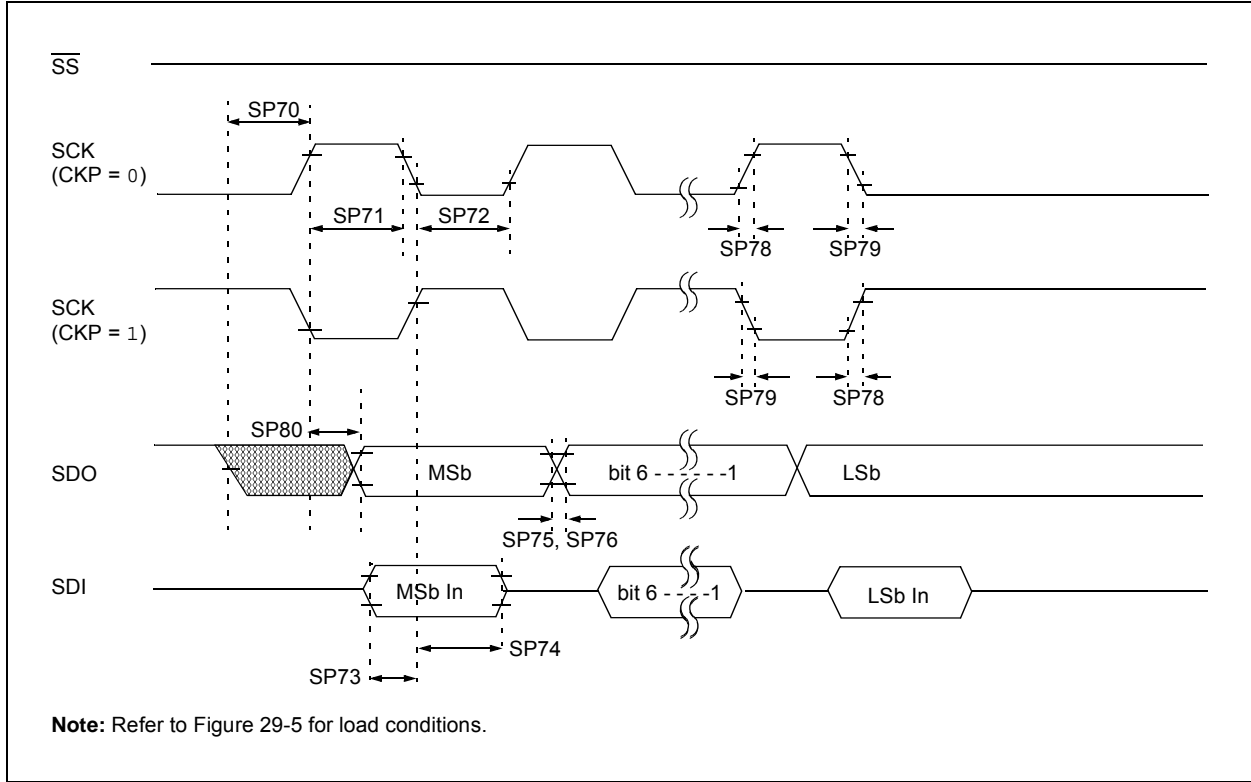 SS
SP70
SCK
(CKP = 0)
SP71
SP72
SP78
SP79
SCK
(CKP = 1)
SP79
SP78
SP80
SDO
MSb
bit 6 - - - - - -1
LSb
SP75, SP76
SDI
MSb In
bit 6 - - - -1
LSb In
SP74
SP73
Note: Refer to Figure 29-5 for load conditions.